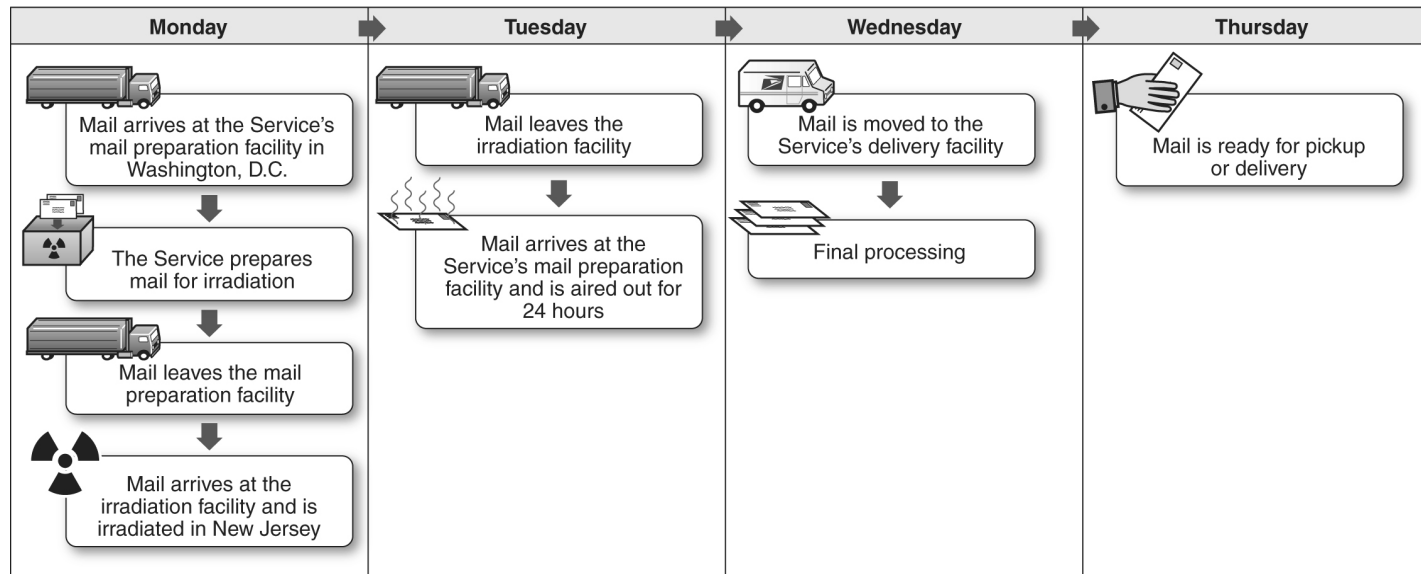 Monday
Mail arrives at the Service's
mail preparation facility in
Washington, D.C.
The Service prepares
mail for irradiation
Mail leaves the mail
preparation facility
Mail arrives at the
irradiation facility and is
irradiated in New Jersey
Tuesday
Mail leaves the
irradiation facility
Mail arrives at the
Service's mail preparation
facility and is aired out for
24 hours
Wednesday
Mail is moved to the
Service's delivery facility
Final processing
Thursday
Mail is ready for pickup
or delivery